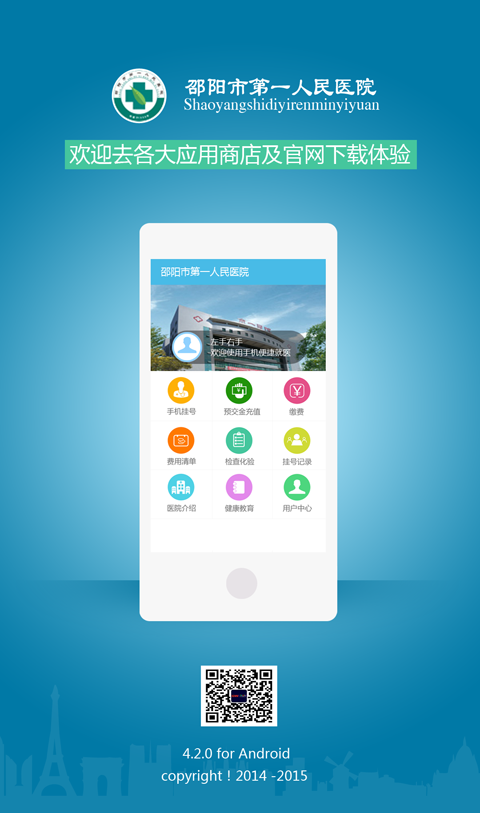 邵阳市第一人民医院
Shaoyangshidiyirenminyiyuan
欢迎去各大应用商店及官网下载体验
邵阳市第一人民医院
左手右手
欢迎使用手机便捷就医
手机挂号
预交金充值
缴费
费用清单
检查化验
挂号记录
医院介绍
健康教育
用户中心
4.2.0 for Android
copyright ! 2014 -2015